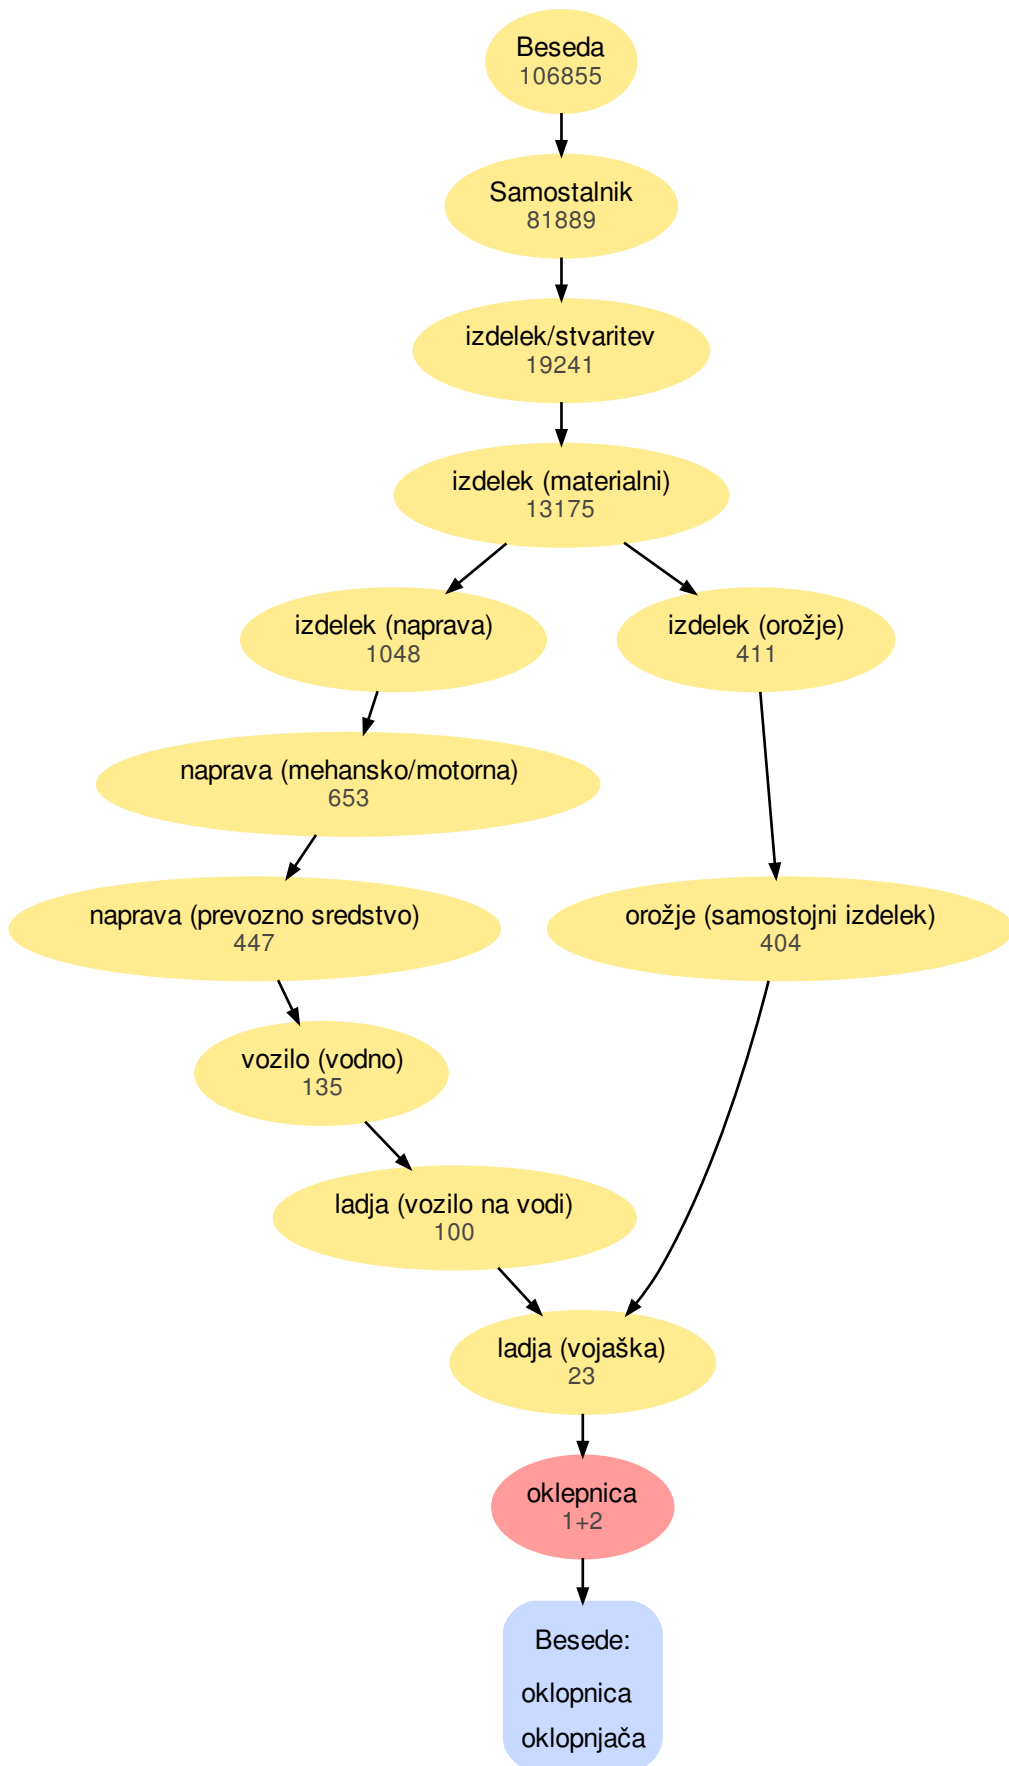 Beseda
106855
Samostalnik
81889
izdelek/stvaritev
19241
izdelek (materialni)
13175
izdelek (naprava)
1048
izdelek (orožje)
411
naprava (mehansko/motorna)
653
naprava (prevozno sredstvo)
447
orožje (samostojni izdelek)
404
vozilo (vodno)
135
ladja (vozilo na vodi)
100
ladja (vojaška)
23
oklepnica
1+2
Besede:
oklopnica
oklopnjača